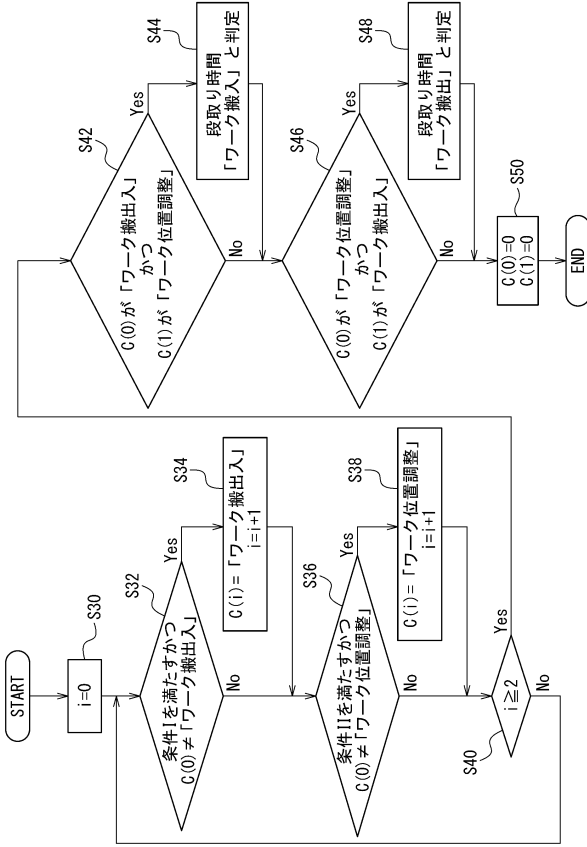 START
S30
i=0
S32
条件Iを満たすかつ
C(0)≠「ワーク搬出入」
Yes
No
S34
C(i)=「ワーク搬出入」
i=i+1
S36
条件IIを満たすかつ
C(0)≠「ワーク位置調整」
Yes
No
S38
C(i)=「ワーク位置調整」
i=i+1
S40
i≧2
Yes
No
S42
C(0)が「ワーク搬出入」
かつ
C(1)が「ワーク位置調整」
Yes
No
S44
段取り時間
「ワーク搬入」と判定
S46
C(0)が「ワーク位置調整」
かつ
C(1)が「ワーク搬出入」
Yes
No
S48
段取り時間
「ワーク搬出」と判定
S50
C(0)=0
C(1)=0
END